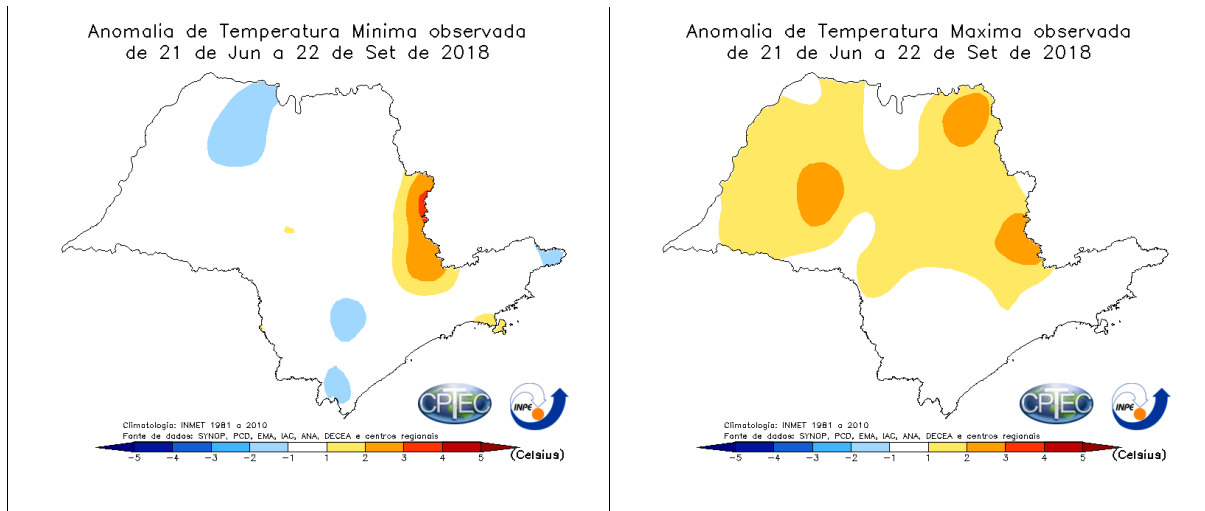 Anomalia de Temperatura Minima observada
de 21 de Jun a 22 de Set de 2018
CPTEC
INPE
Climatologia: INMET 1981 a 2010
Fonte de dados: SYNOP, PCD, EMA, IAC, ANA, DECEA e centros regionais
-5 -4 -3 -2 -1 1 2 3 4 5 (Celsius)
Anomalia de Temperatura Maxima observada
de 21 de Jun a 22 de Set de 2018
CPTEC
INPE
Climatologia: INMET 1981 a 2010
Fonte de dados: SYNOP, PCD, EMA, IAC, ANA, DECEA e centros regionais
-5 -4 -3 -2 -1 1 2 3 4 5 (Celsius)